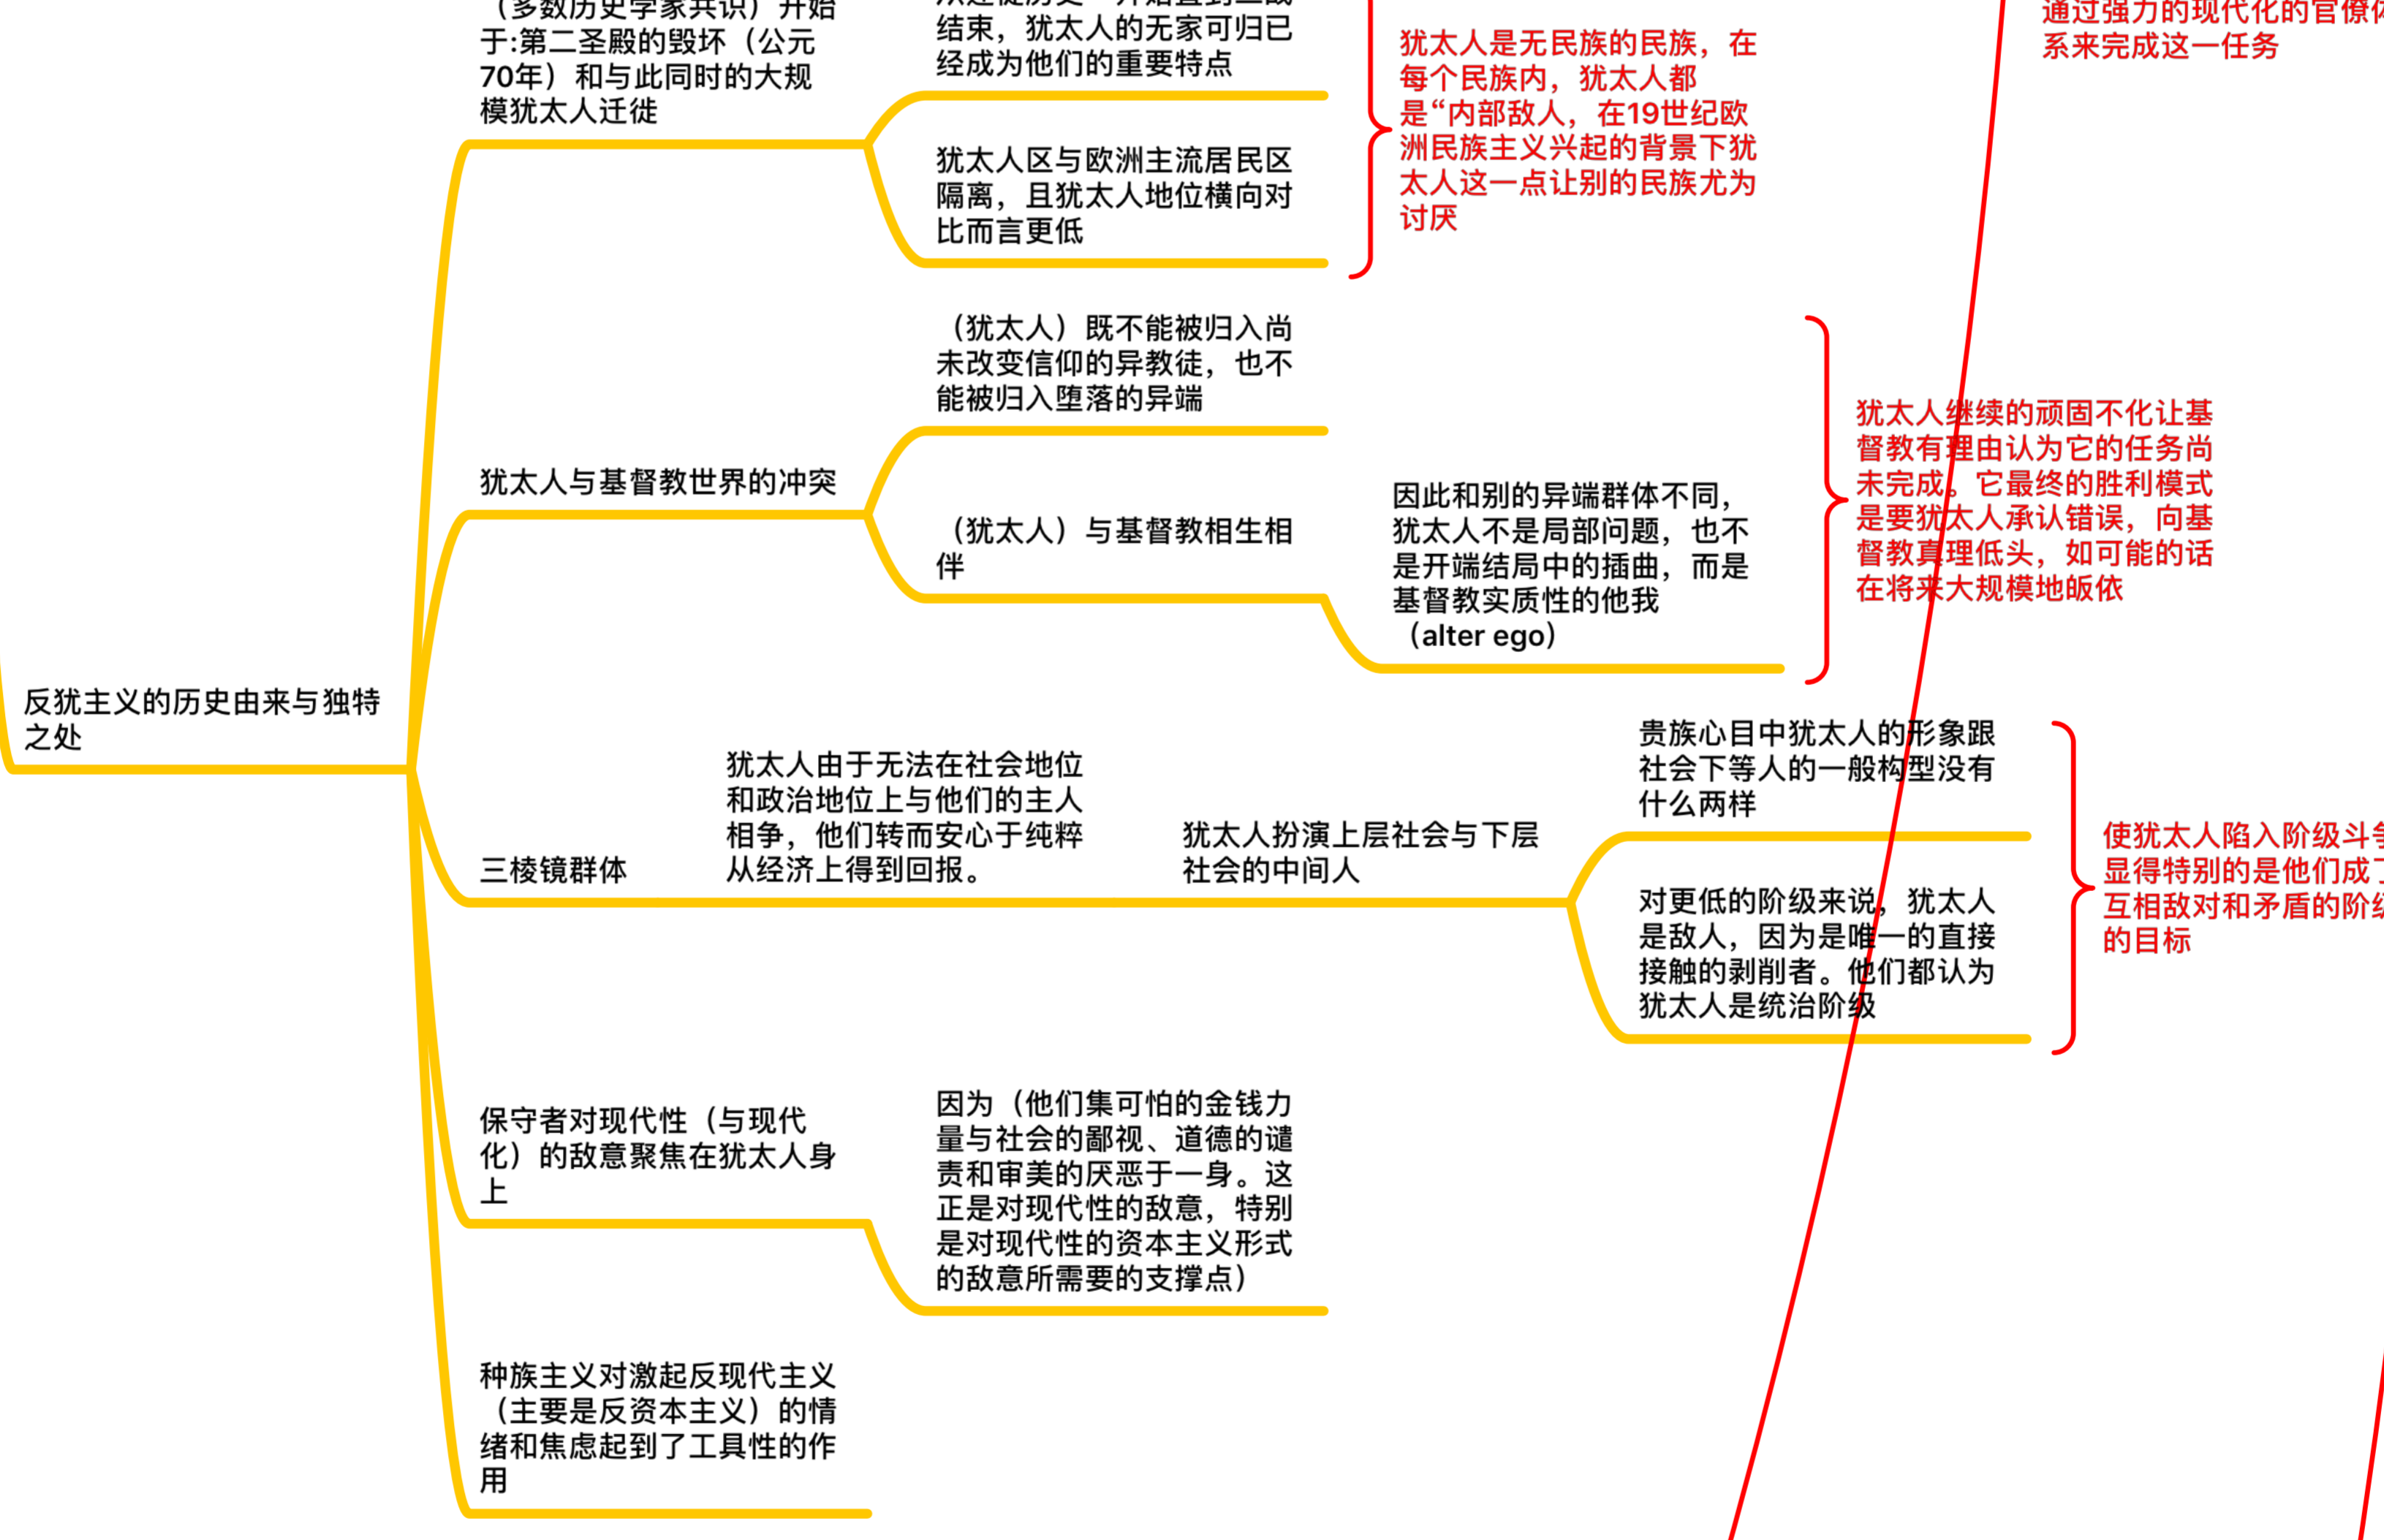 （多数历史学家共识）开始
于:第二圣殿的毁坏（公元
70年）和与此同时的大规
模犹太人迁徙
结束，犹太人的无家可归已
经成为他们的重要特点
犹太人区与欧洲主流居民区
隔离，且犹太人地位横向对
比而言更低
犹太人是无民族的民族，在
每个民族内，犹太人都
是“内部敌人，在19世纪欧
洲民族主义兴起的背景下犹
太人这一点让别的民族尤为
讨厌
通过强力的现代化的官僚体
系来完成这一任务
反犹主义的历史由来与独特
之处
犹太人与基督教世界的冲突
（犹太人）既不能被归入尚
未改变信仰的异教徒，也不
能被归入堕落的异端
（犹太人）与基督教相生相
伴
因此和别的异端群体不同，
犹太人不是局部问题，也不
是开端结局中的插曲，而是
基督教实质性的他我
（alter ego）
犹太人继续的顽固不化让基
督教有理由认为它的任务尚
未完成。它最终的胜利模式
是要犹太人承认错误，向基
督教真理低头，如可能的话
在将来大规模地皈依
三棱镜群体
犹太人由于无法在社会地位
和政治地位上与他们的主人
相争，他们转而安心于纯粹
从经济上得到回报。
犹太人扮演上层社会与下层
社会的中间人
贵族心目中犹太人的形象跟
社会下等人的一般构型没有
什么两样
对更低的阶级来说，犹太人
是敌人，因为是唯一的直接
接触的剥削者。他们都认为
犹太人是统治阶级
使犹太人陷入阶级斗争
显得特别的是他们成了
互相敌对和矛盾的阶级
的目标
保守者对现代性（与现代
化）的敌意聚焦在犹太人身
上
因为（他们集可怕的金钱力
量与社会的鄙视、道德的谴
责和审美的厌恶于一身。这
正是对现代性的敌意，特别
是对现代性的资本主义形式
的敌意所需要的支撑点）
种族主义对激起反现代主义
（主要是反资本主义）的情
绪和焦虑起到了工具性的作
用